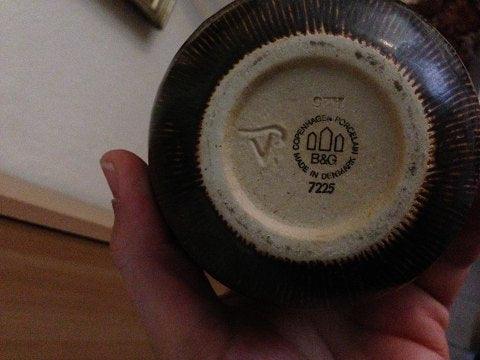 COPENHAGEN PORCELAIN
B&G
MADE IN DENMARK
7225